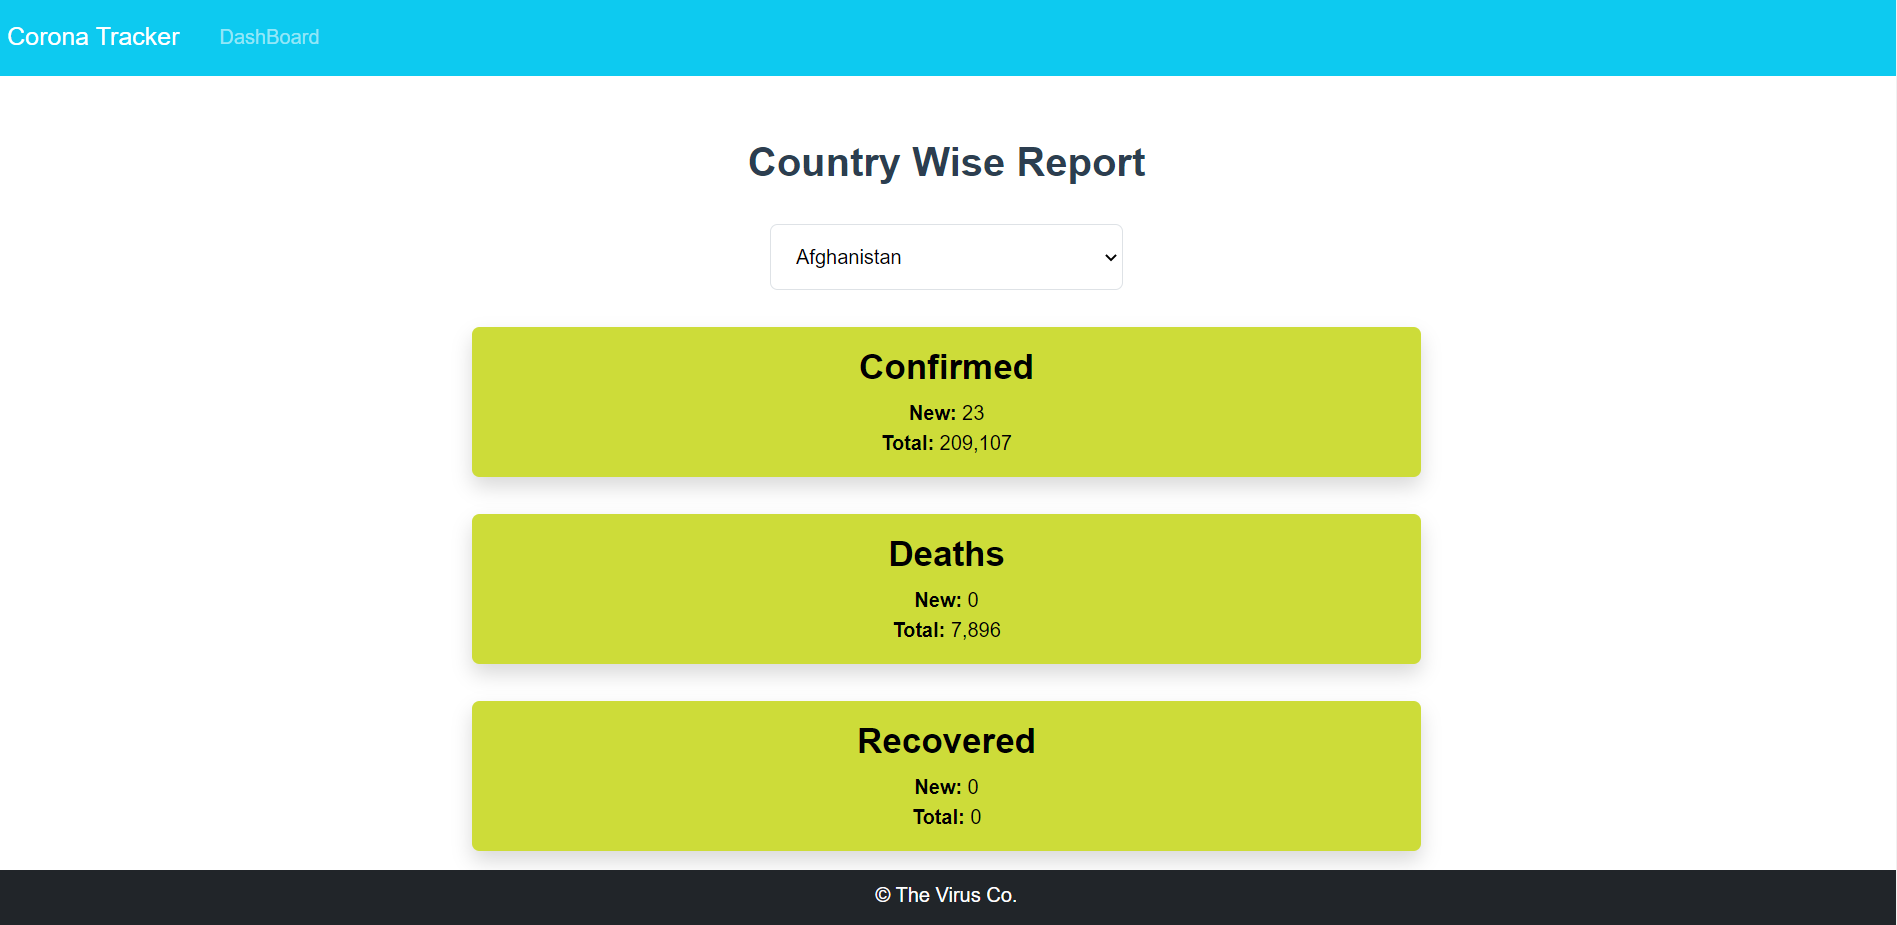 Corona Tracker DashBoard
Country Wise Report
Afghanistan
Confirmed
New: 23
Total: 209,107
Deaths
New: 0
Total: 7,896
Recovered
New: 0
Total: 0
© The Virus Co.